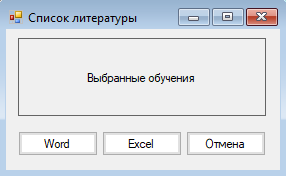 Список литературы
Выбранные обучения
Word Excel Отмена